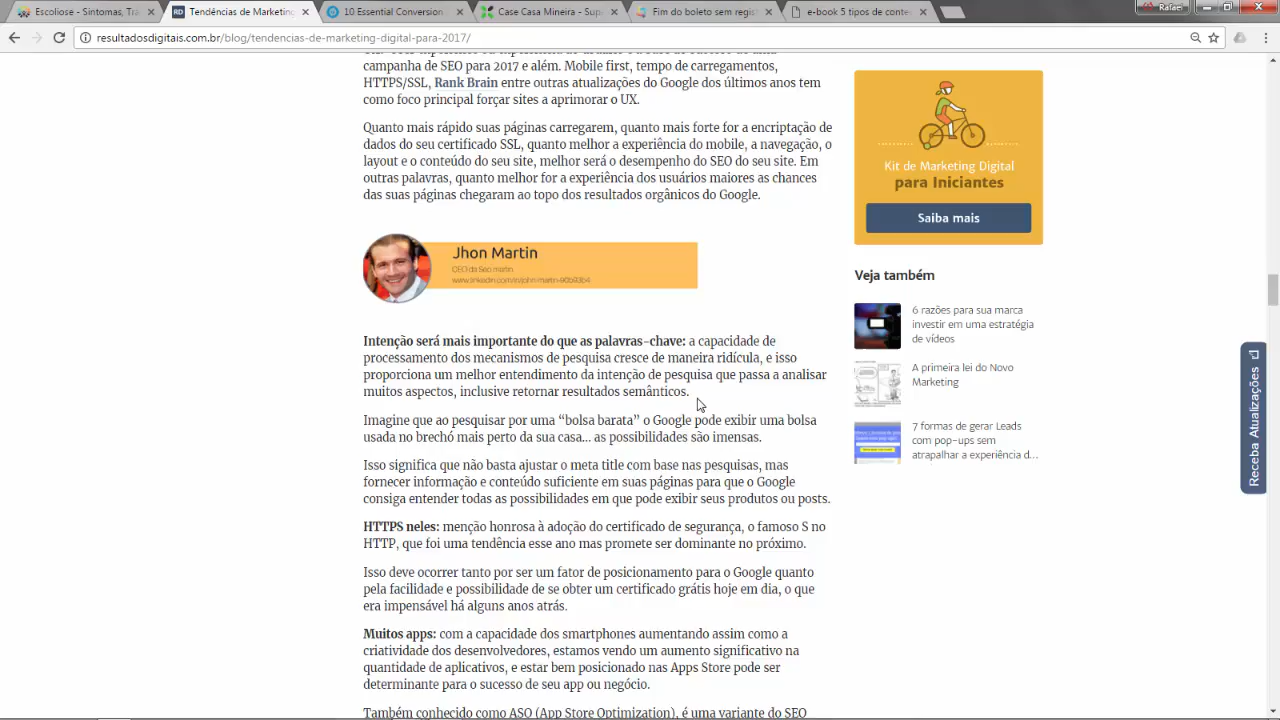 Escoliose - Sintomas, Tra
Tendências de Marketing
10 Essential Conversion
Case Casa Mineira - Sup
Fim do boleto sem regist
e-book 5 tipos de conte
Rafael
resultadosdigitais.com.br/blog/tendencias-de-marketing-digital-para-2017/
campanha de SEO para 2017 e além. Mobile first, tempo de carregamentos,
HTTPS/SSL, Rank Brain entre outras atualizações do Google dos últimos anos tem
como foco principal forçar sites a aprimorar o UX.
Quanto mais rápido suas páginas carregarem, quanto mais forte for a encriptação de
dados do seu certificado SSL, quanto melhor a experiência do mobile, a navegação, o
layout e o conteúdo do seu site, melhor será o desempenho do SEO do seu site. Em
outras palavras, quanto melhor for a experiência dos usuários maiores as chances
das suas páginas chegaram ao topo dos resultados orgânicos do Google.
Jhon Martin
CEO da Seo martin
Intenção será mais importante do que as palavras-chave: a capacidade de
processamento dos mecanismos de pesquisa cresce de maneira ridícula, e isso
proporciona um melhor entendimento da intenção de pesquisa que passa a analisar
muitos aspectos, inclusive retornar resultados semânticos.
Imagine que ao pesquisar por uma “bolsa barata” o Google pode exibir uma bolsa
usada no brechó mais perto da sua casa... as possibilidades são imensas.
Isso significa que não basta ajustar o meta title com base nas pesquisas, mas
fornecer informação e conteúdo suficiente em suas páginas para que o Google
consiga entender todas as possibilidades em que pode exibir seus produtos ou posts.
HTTPS neles: menção honrosa à adoção do certificado de segurança, o famoso S no
HTTP, que foi uma tendência esse ano mas promete ser dominante no próximo.
Isso deve ocorrer tanto por ser um fator de posicionamento para o Google quanto
pela facilidade e possibilidade de se obter um certificado grátis hoje em dia, o que
era impensável há alguns anos atrás.
Muitos apps: com a capacidade dos smartphones aumentando assim como a
criatividade dos desenvolvedores, estamos vendo um aumento significativo na
quantidade de aplicativos, e estar bem posicionado nas Apps Store pode ser
determinante para o sucesso de seu app ou negócio.
Também conhecido como ASO (App Store Optimization), é uma variante do SEO
Kit de Marketing Digital
para Iniciantes
Saiba mais
Veja também
6 razões para sua marca
investir em uma estratégia
de vídeos
A primeira lei do Novo
Marketing
7 formas de gerar Leads
com pop-ups sem
atrapalhar a experiência d...
Receba Atualizações